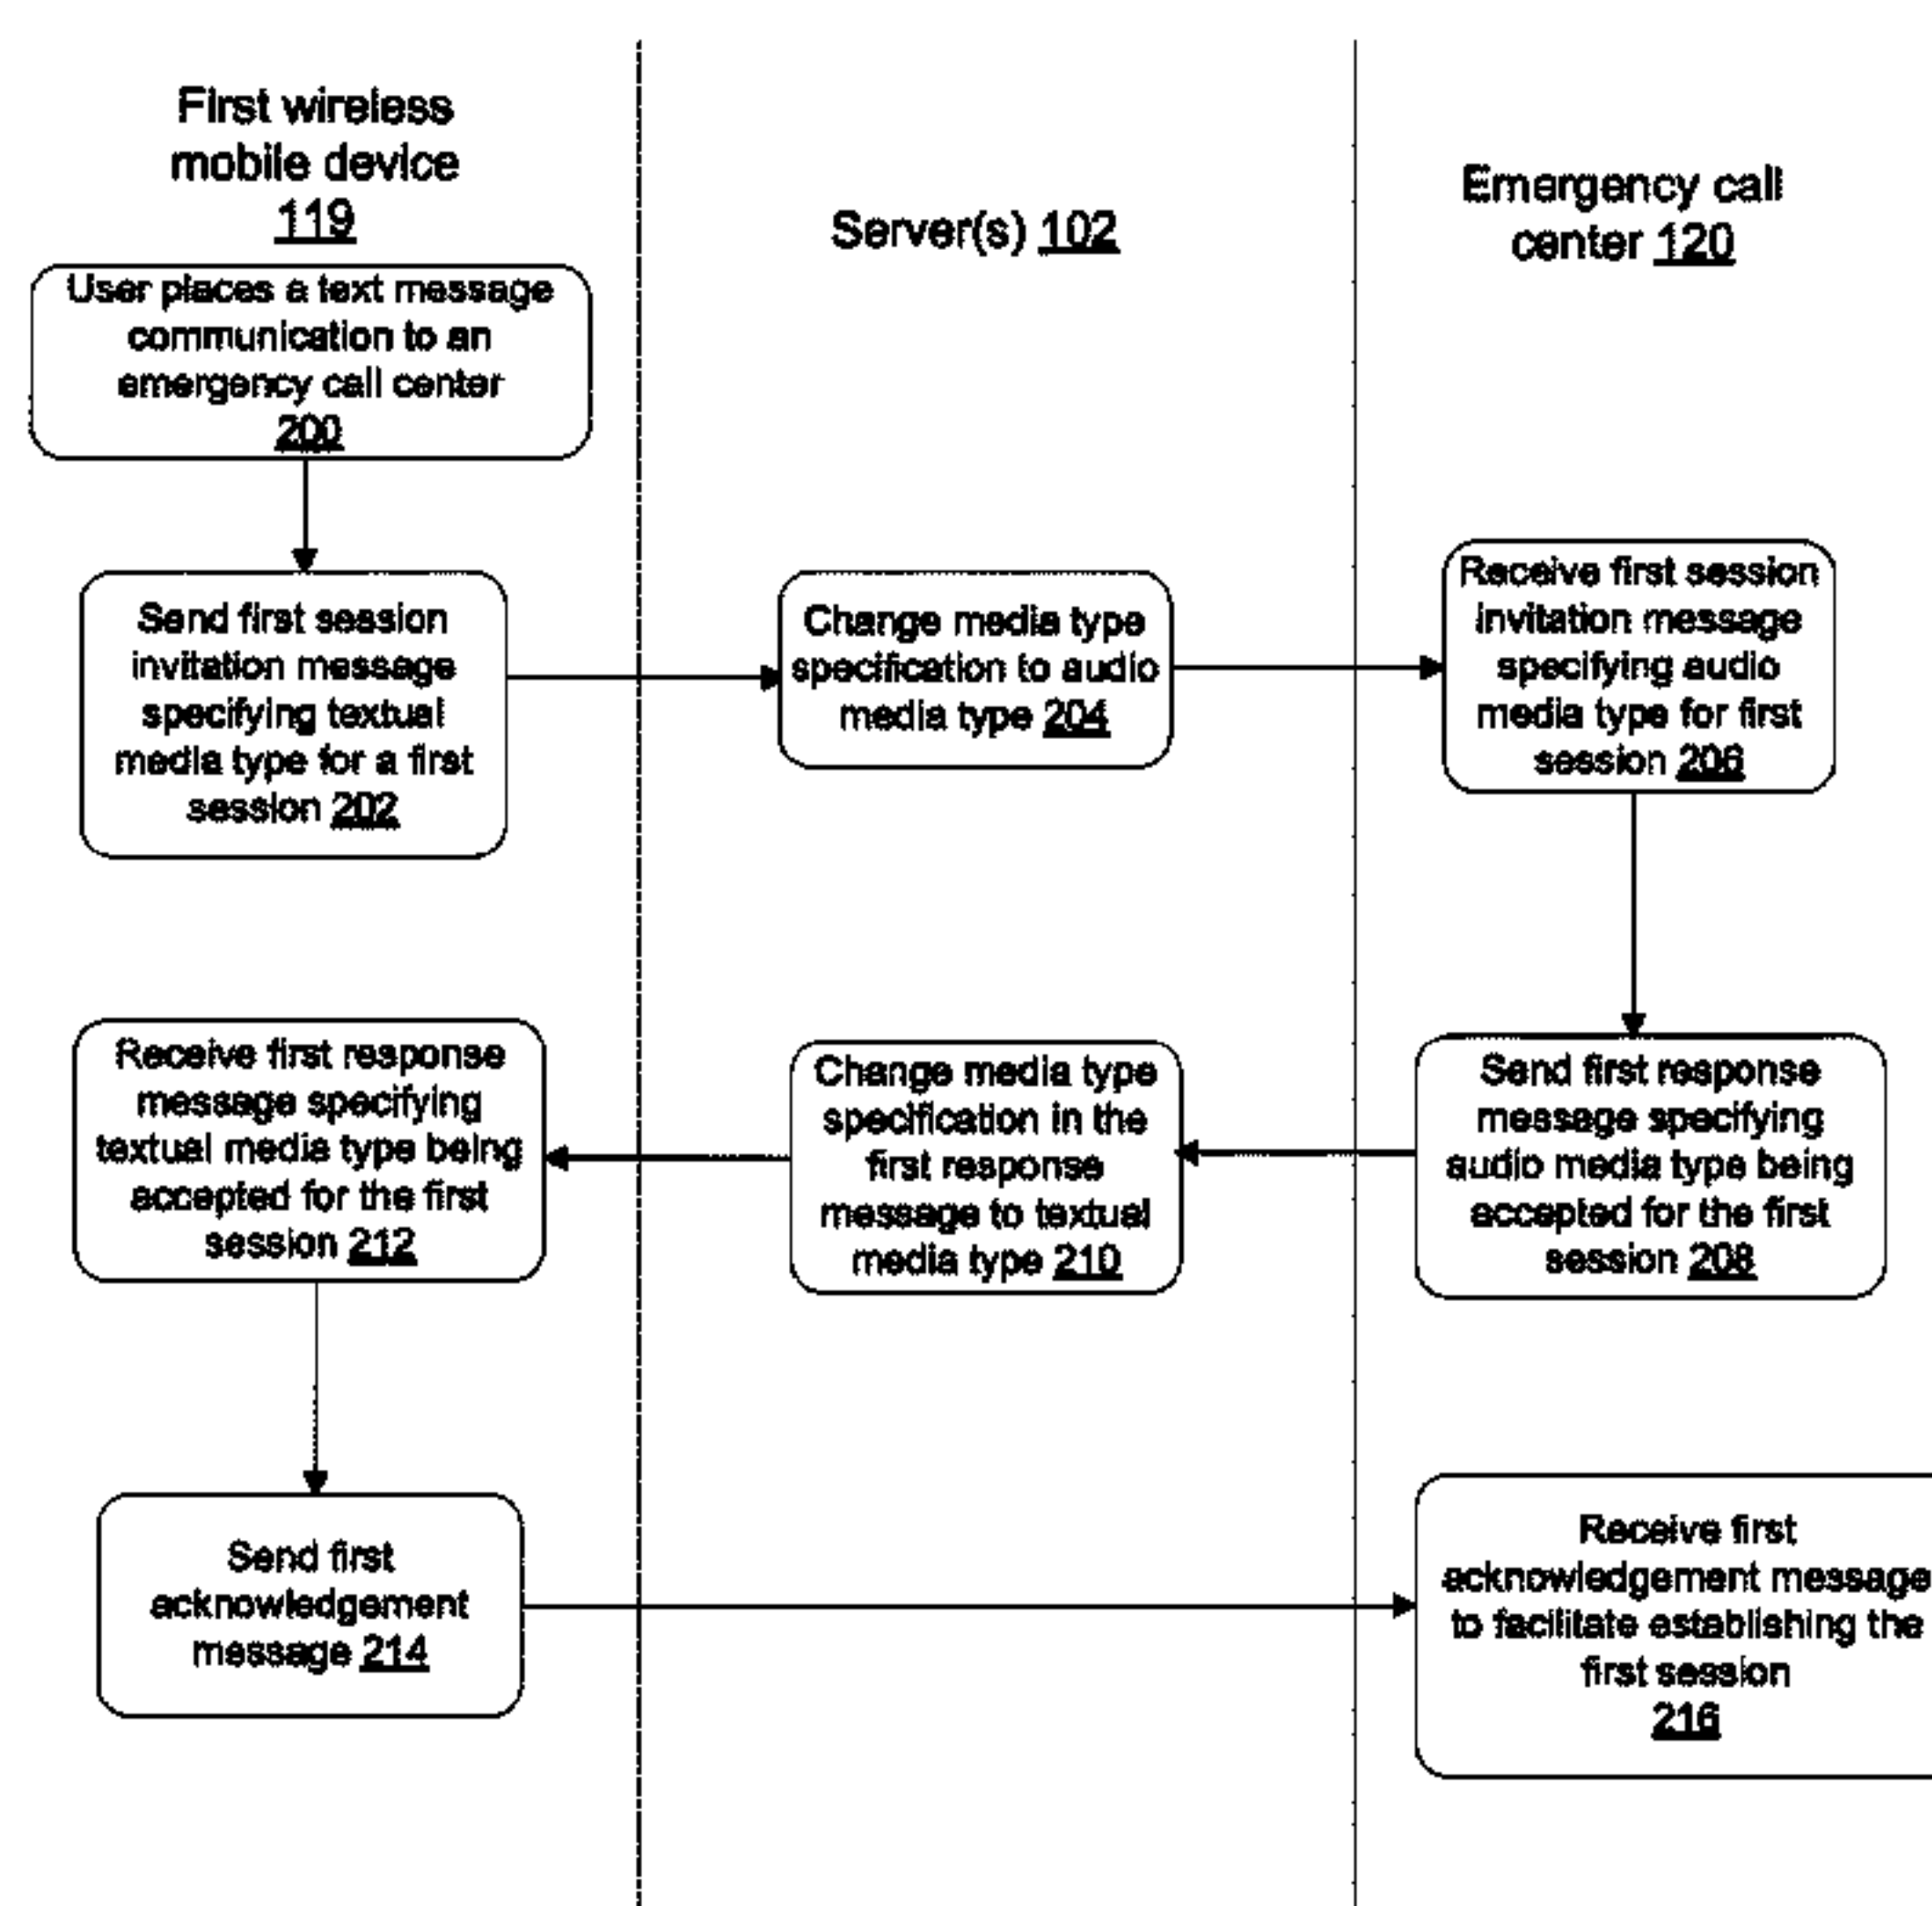 First wireless
mobile device
119
Server(s) 102
Emergency call
center 120
User places a text message
communication to an
emergency call center
200
Send first session
invitation message
specifying textual
media type for a first
session 202
Change media type
specification to audio
media type 204
Receive first session
invitation message
specifying audio
media type for first
session 206
Receive first response
message specifying
textual media type being
accepted for the first
session 212
Change media type
specification in the
first response
message to textual
media type 210
Send first response
message specifying
audio media type being
accepted for the first
session 208
Send first
acknowledgement
message 214
Receive first
acknowledgement message
to facilitate establishing the
first session
216